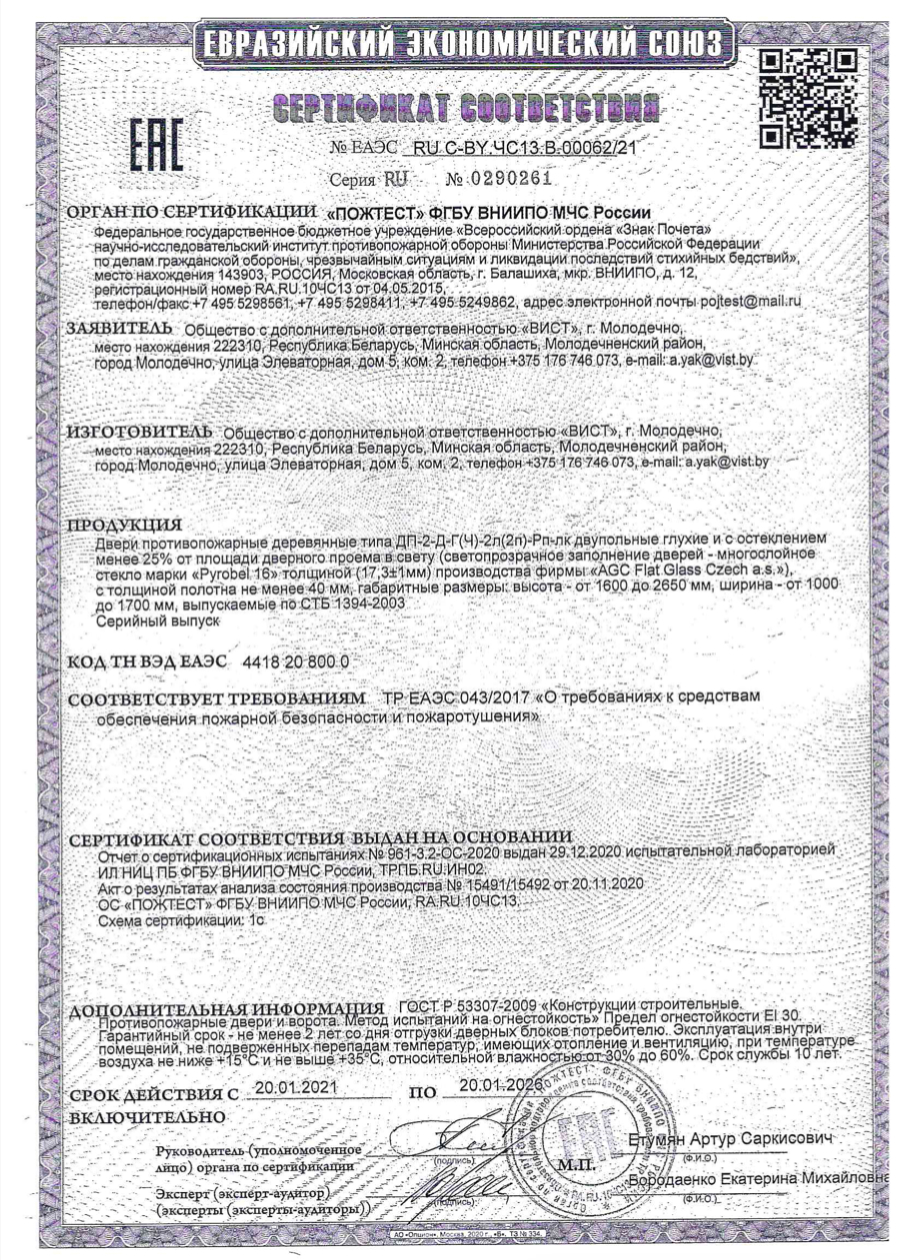 ЕВРАЗИЙСКИЙ ЭКОНОМИЧЕСКИЙ СОЮЗ
СЕРТИФИКАТ СООТВЕТСТВИЯ
ЕАС
№ ЕАЭС RU C-BY.ЧС13.В.00062/21
Серия RU № 0290261
ОРГАН ПО СЕРТИФИКАЦИИ «ПОЖТЕСТ» ФГБУ ВНИИПО МЧС России
Федеральное государственное бюджетное учреждение «Всероссийский ордена «Знак Почета»
научно-исследовательский институт противопожарной обороны Министерства Российской Федерации
по делам гражданской обороны, чрезвычайным ситуациям и ликвидации последствий стихийных бедствий»,
место нахождения 143903, РОССИЯ, Московская область, г. Балашиха, мкр. ВНИИПО, д. 12,
регистрационный номер RA.RU.10ЧС13 от 04.05.2015,
телефон/факс +7 495 5298561, +7 495 5298411, +7 495 5249862, адрес электронной почты pojtest@mail.ru
ЗАЯВИТЕЛЬ Общество с дополнительной ответственностью «ВИСТ», г. Молодечно,
место нахождения 222310, Республика Беларусь, Минская область, Молодечненский район,
город Молодечно, улица Элеваторная, дом 5, ком. 2, телефон +375 176 746 073, e-mail: a.yak@vist.by
ИЗГОТОВИТЕЛЬ Общество с дополнительной ответственностью «ВИСТ», г. Молодечно,
место нахождения 222310, Республика Беларусь, Минская область, Молодечненский район,
город Молодечно, улица Элеваторная, дом 5, ком. 2, телефон +375 176 746 073, e-mail: a.yak@vist.by
ПРОДУКЦИЯ
Двери противопожарные деревянные типа ДП-2-Д-Г(Ч)-2л(2п)-Рп-лк двупольные глухие и с остеклением
менее 25% от площади дверного проема в свету (светопрозрачное заполнение дверей - многослойное
стекло марки «Pyrobel 16» толщиной (17,3±1мм) производства фирмы «AGC Flat Glass Czech a.s.»),
с толщиной полотна не менее 40 мм, габаритные размеры: высота - от 1600 до 2650 мм, ширина - от 1000
до 1700 мм, выпускаемые по СТБ 1394-2003
Серийный выпуск
КОД ТН ВЭД ЕАЭС 4418 20 800 0
СООТВЕТСТВУЕТ ТРЕБОВАНИЯМ ТР ЕАЭС 043/2017 «О требованиях к средствам
обеспечения пожарной безопасности и пожаротушения»
СЕРТИФИКАТ СООТВЕТСТВИЯ ВЫДАН НА ОСНОВАНИИ
Отчет о сертификационных испытаниях № 961-3.2-ОС-2020 выдан 29.12.2020 испытательной лабораторией
ИЛ НИЦ ПБ ФГБУ ВНИИПО МЧС России, ТРПБ.RU.ИН02.
Акт о результатах анализа состояния производства № 15491/15492 от 20.11.2020
ОС «ПОЖТЕСТ» ФГБУ ВНИИПО МЧС России, RA.RU.10ЧС13.
Схема сертификации: 1с
ДОПОЛНИТЕЛЬНАЯ ИНФОРМАЦИЯ ГОСТ Р 53307-2009 «Конструкции строительные.
Противопожарные двери и ворота. Метод испытаний на огнестойкость» Предел огнестойкости EI 30.
Гарантийный срок - не менее 2 лет со дня отгрузки дверных блоков потребителю. Эксплуатация внутри
помещений, не подверженных перепадам температур, имеющих отопление и вентиляцию, при температуре
воздуха не ниже +15°С и не выше +35°С, относительной влажностью от 30% до 60%. Срок службы 10 лет.
СРОК ДЕЙСТВИЯ С 20.01.2021 ПО 20.01.2026
ВКЛЮЧИТЕЛЬНО
Руководитель (уполномоченное
лицо) органа по сертификации
(подпись)
М.П.
Етумян Артур Саркисович
(Ф.И.О.)
Эксперт (эксперт-аудитор)
(эксперты (эксперты-аудиторы))
(подпись)
Бородаенко Екатерина Михайловна
(Ф.И.О.)
АО «Опцион», Москва, 2020 г., «В». ТЗ № 334.